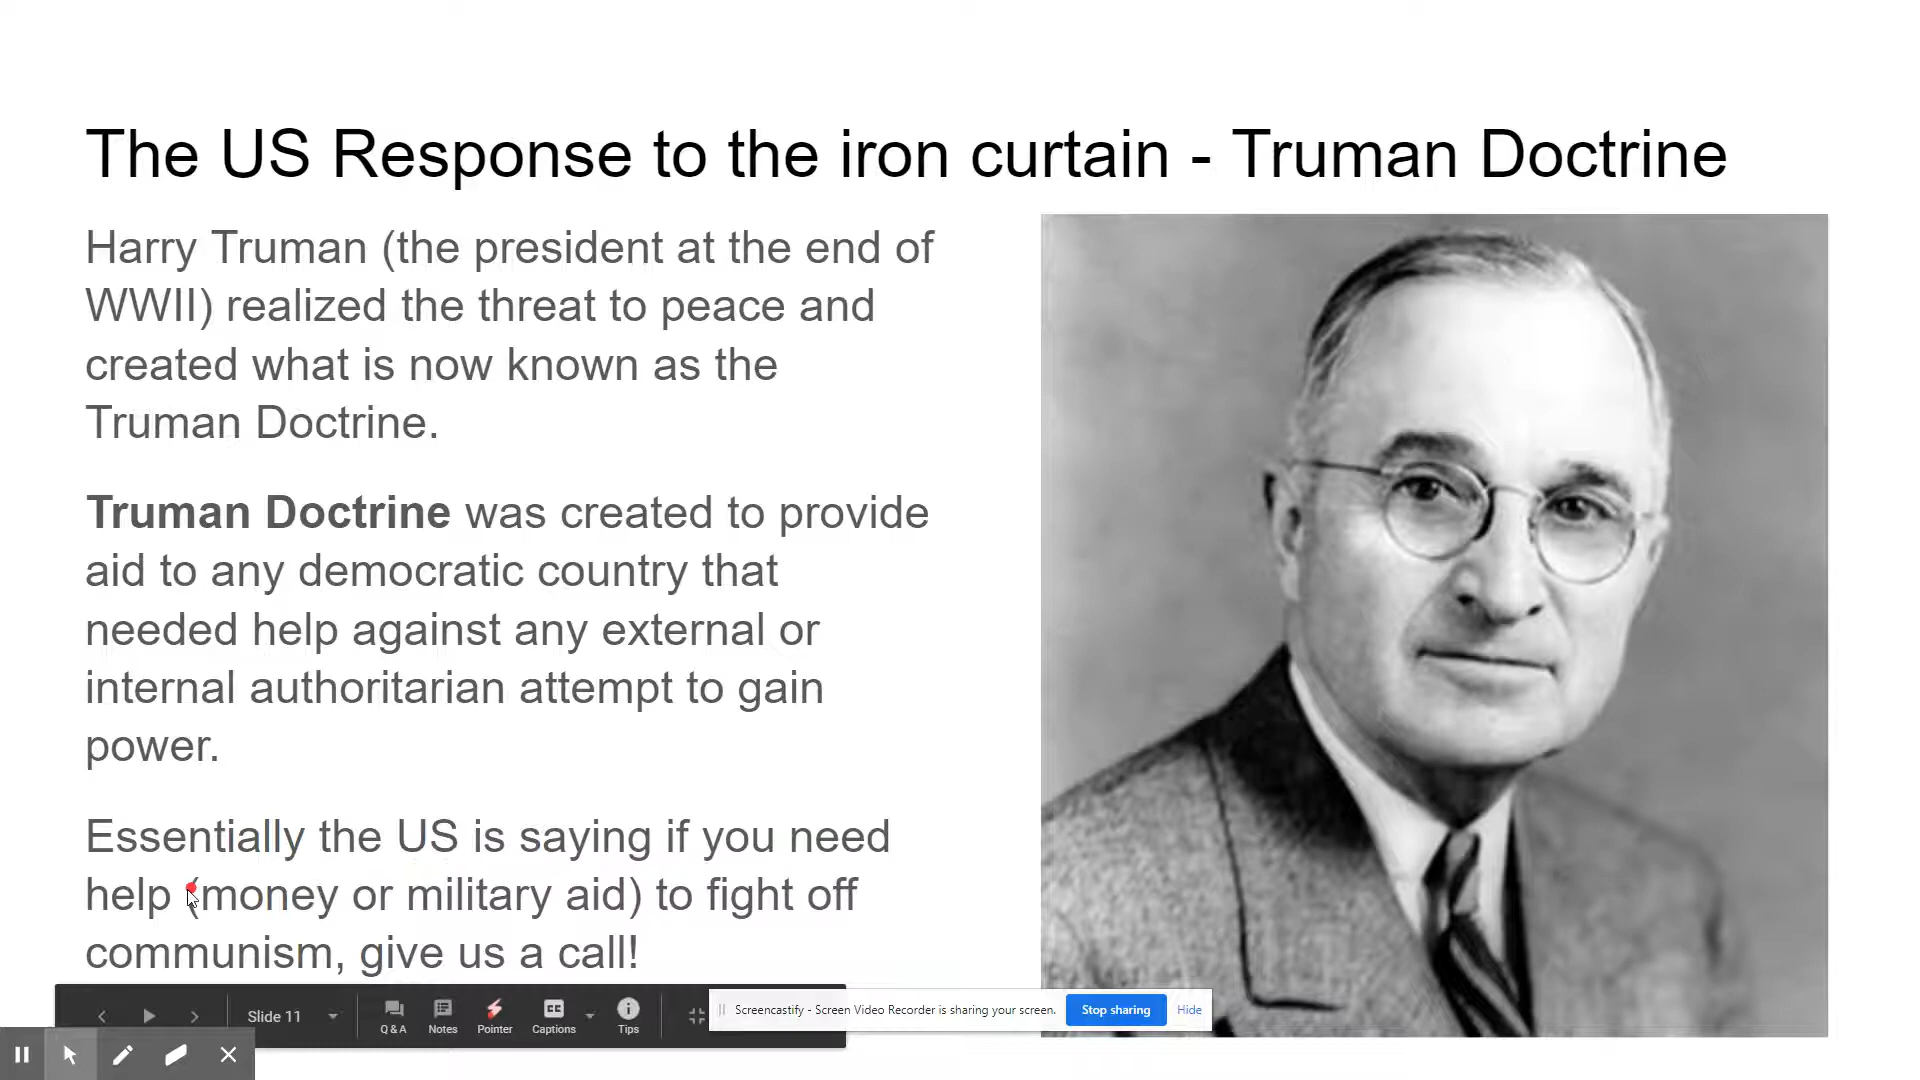 The US Response to the iron curtain - Truman Doctrine
Harry Truman (the president at the end of
WWII) realized the threat to peace and
created what is now known as the
Truman Doctrine.
Truman Doctrine was created to provide
aid to any democratic country that
needed help against any external or
internal authoritarian attempt to gain
power.
Essentially the US is saying if you need
help (money or military aid) to fight off
communism, give us a call!
Slide 11
Q&A
Notes
Pointer
CC
Captions
Tips
Screencastify - Screen Video Recorder is sharing your screen.
Stop sharing
Hide